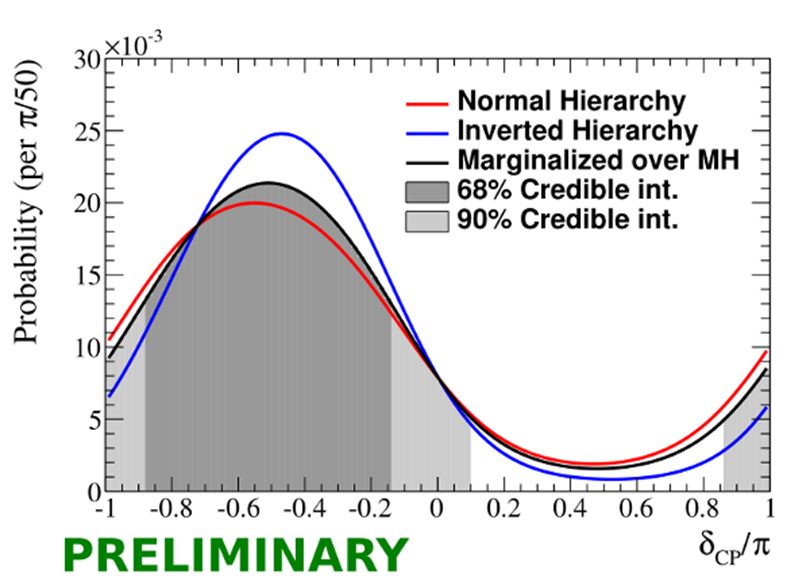 ×10⁻³
Probability (per π/50)
30
25
20
15
10
5
0
Normal Hierarchy
Inverted Hierarchy
Marginalized over MH
68% Credible int.
90% Credible int.
-1 -0.8 -0.6 -0.4 -0.2 0 0.2 0.4 0.6 0.8 1
PRELIMINARY
δCP/π